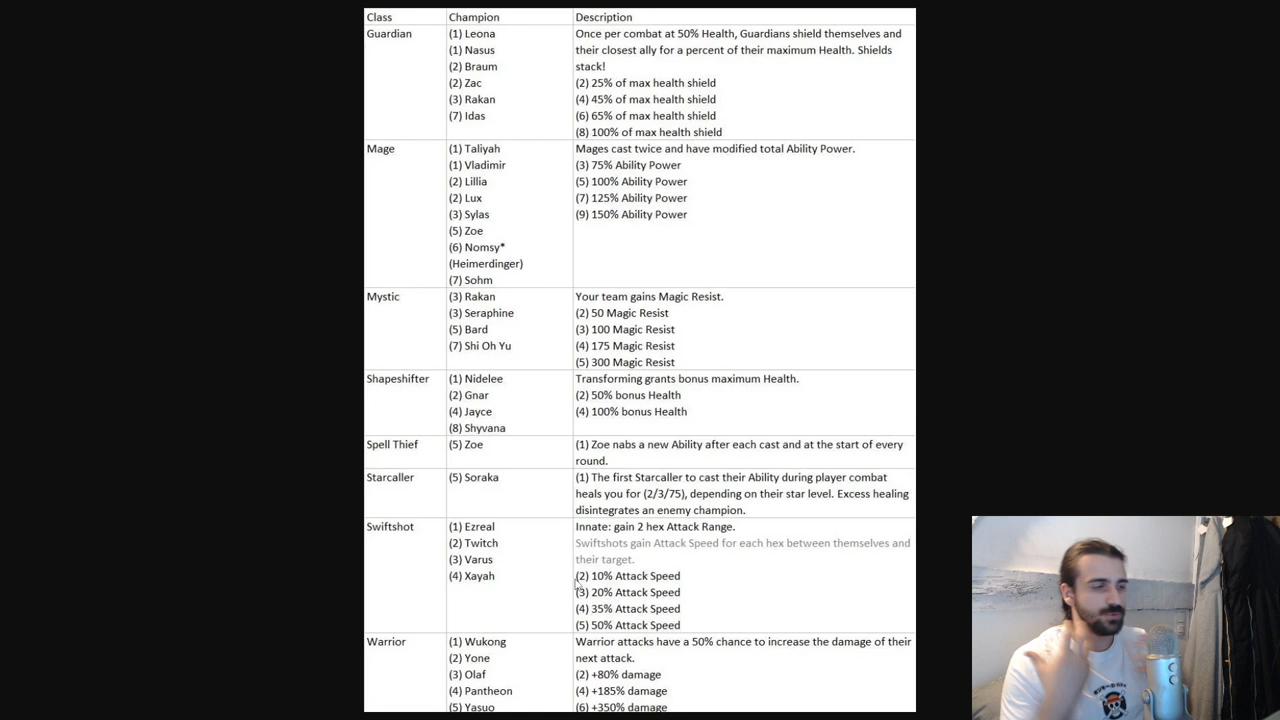 Class Champion Description
Guardian (1) Leona Once per combat at 50% Health, Guardians shield themselves and
(1) Nasus their closest ally for a percent of their maximum Health. Shields
(2) Braum stack!
(2) Zac (2) 25% of max health shield
(3) Rakan (4) 45% of max health shield
(7) Idas (6) 65% of max health shield
(8) 100% of max health shield
Mage (1) Taliyah Mages cast twice and have modified total Ability Power.
(1) Vladimir (3) 75% Ability Power
(2) Lillia (5) 100% Ability Power
(2) Lux (7) 125% Ability Power
(3) Sylas (9) 150% Ability Power
(5) Zoe
(6) Nomsy*
(Heimerdinger)
(7) Sohm
Mystic (3) Rakan Your team gains Magic Resist.
(3) Seraphine (2) 50 Magic Resist
(5) Bard (3) 100 Magic Resist
(7) Shi Oh Yu (4) 175 Magic Resist
(5) 300 Magic Resist
Shapeshifter (1) Nidelee Transforming grants bonus maximum Health.
(2) Gnar (2) 50% bonus Health
(4) Jayce (4) 100% bonus Health
(8) Shyvana
Spell Thief (5) Zoe (1) Zoe nabs a new Ability after each cast and at the start of every
round.
Starcaller (5) Soraka (1) The first Starcaller to cast their Ability during player combat
heals you for (2/3/75), depending on their star level. Excess healing
disintegrates an enemy champion.
Swiftshot (1) Ezreal Innate: gain 2 hex Attack Range.
(2) Twitch Swiftshots gain Attack Speed for each hex between themselves and
(3) Varus their target.
(4) Xayah (2) 10% Attack Speed
(3) 20% Attack Speed
(4) 35% Attack Speed
(5) 50% Attack Speed
Warrior (1) Wukong Warrior attacks have a 50% chance to increase the damage of their
(2) Yone next attack.
(3) Olaf (2) +80% damage
(4) Pantheon (4) +185% damage
(5) Yasuo (6) +350% damage